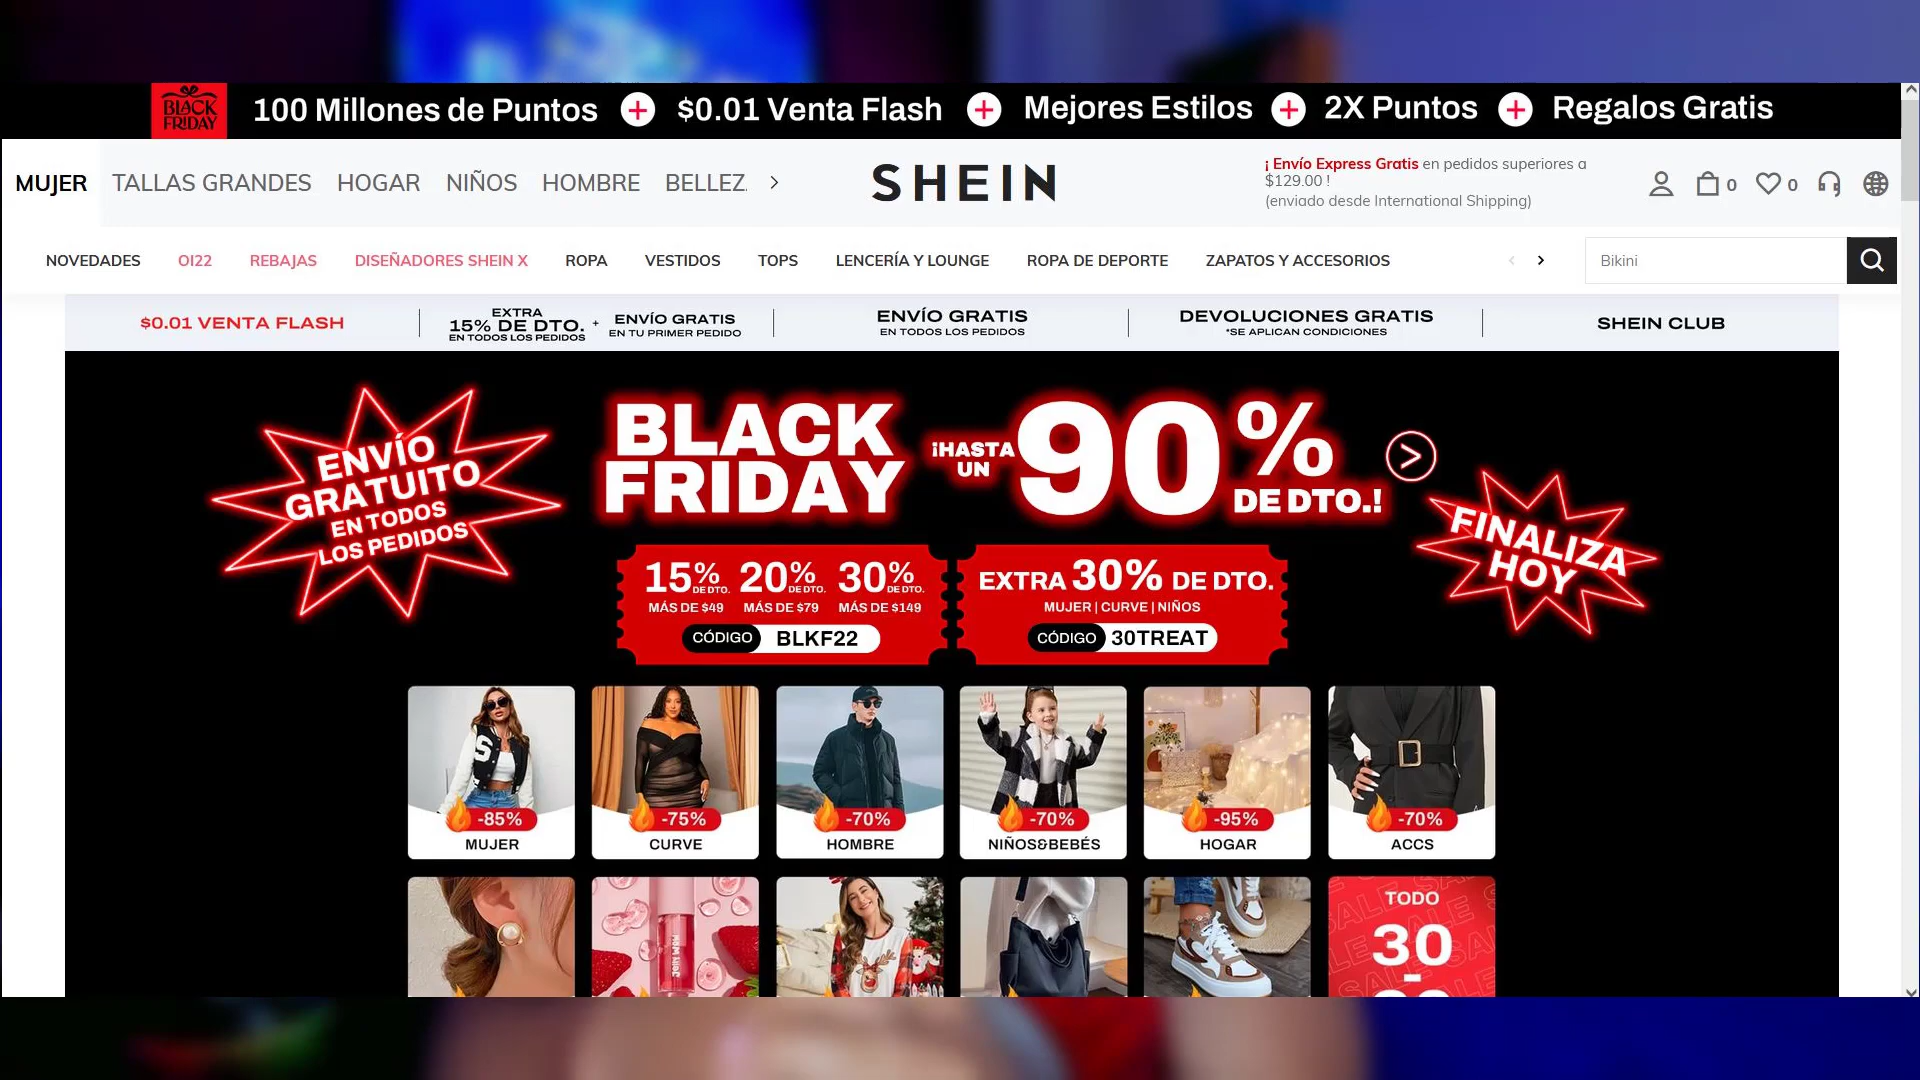 BLACK
FRIDAY
100 Millones de Puntos + $0.01 Venta Flash + Mejores Estilos + 2X Puntos + Regalos Gratis
MUJER TALLAS GRANDES HOGAR NIÑOS HOMBRE BELLEZ
SHEIN
¡ Envío Express Gratis en pedidos superiores a
$129.00 !
(enviado desde International Shipping)
0 0
NOVEDADES OI22 REBAJAS DISEÑADORES SHEIN X ROPA VESTIDOS TOPS LENCERÍA Y LOUNGE ROPA DE DEPORTE ZAPATOS Y ACCESORIOS
Bikini
$0.01 VENTA FLASH
EXTRA
15% DE DTO.
EN TODOS LOS PEDIDOS
+
ENVÍO GRATIS
EN TU PRIMER PEDIDO
ENVÍO GRATIS
EN TODOS LOS PEDIDOS
DEVOLUCIONES GRATIS
*SE APLICAN CONDICIONES
SHEIN CLUB
ENVÍO
GRATUITO
EN TODOS
LOS PEDIDOS
BLACK
FRIDAY
¡HASTA
UN
90%
DE DTO.!
FINALIZA
HOY
15% DE DTO. 20% DE DTO. 30% DE DTO.
MÁS DE $49 MÁS DE $79 MÁS DE $149
CÓDIGO BLKF22
EXTRA 30% DE DTO.
MUJER | CURVE | NIÑOS
CÓDIGO 30TREAT
S
-85%
MUJER
-75%
CURVE
-70%
HOMBRE
-70%
NIÑOS&BEBÉS
-95%
HOGAR
-70%
ACCS
TODO
30
-